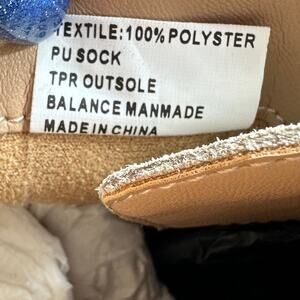 TEXTILE:100% POLYSTER
PU SOCK
TPR OUTSOLE
BALANCE MANMADE
MADE IN CHINA